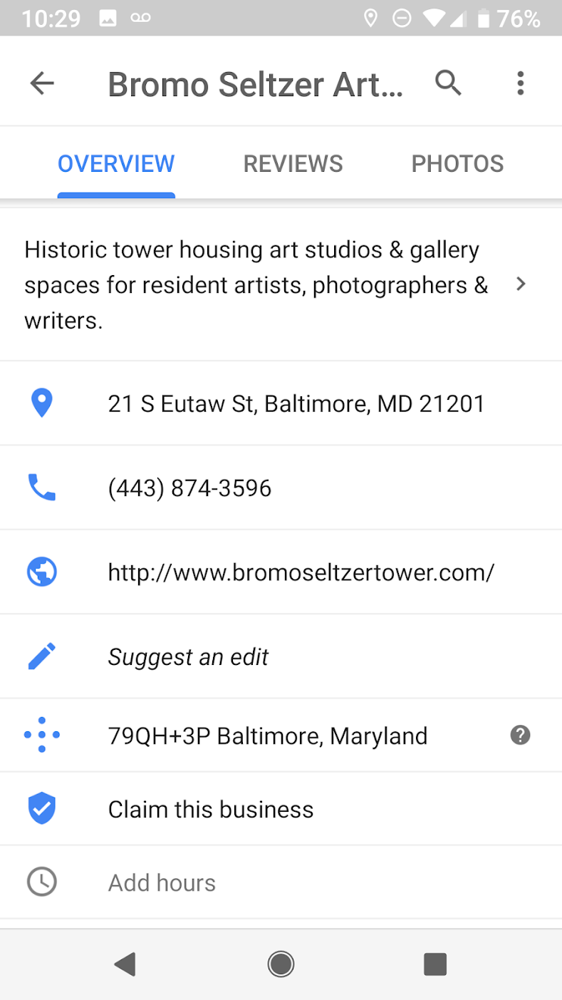 10:29 76%
Bromo Seltzer Art...
OVERVIEW REVIEWS PHOTOS
Historic tower housing art studios & gallery
spaces for resident artists, photographers &
writers.
21 S Eutaw St, Baltimore, MD 21201
(443) 874-3596
http://www.bromoseltzertower.com/
Suggest an edit
79QH+3P Baltimore, Maryland ?
Claim this business
Add hours